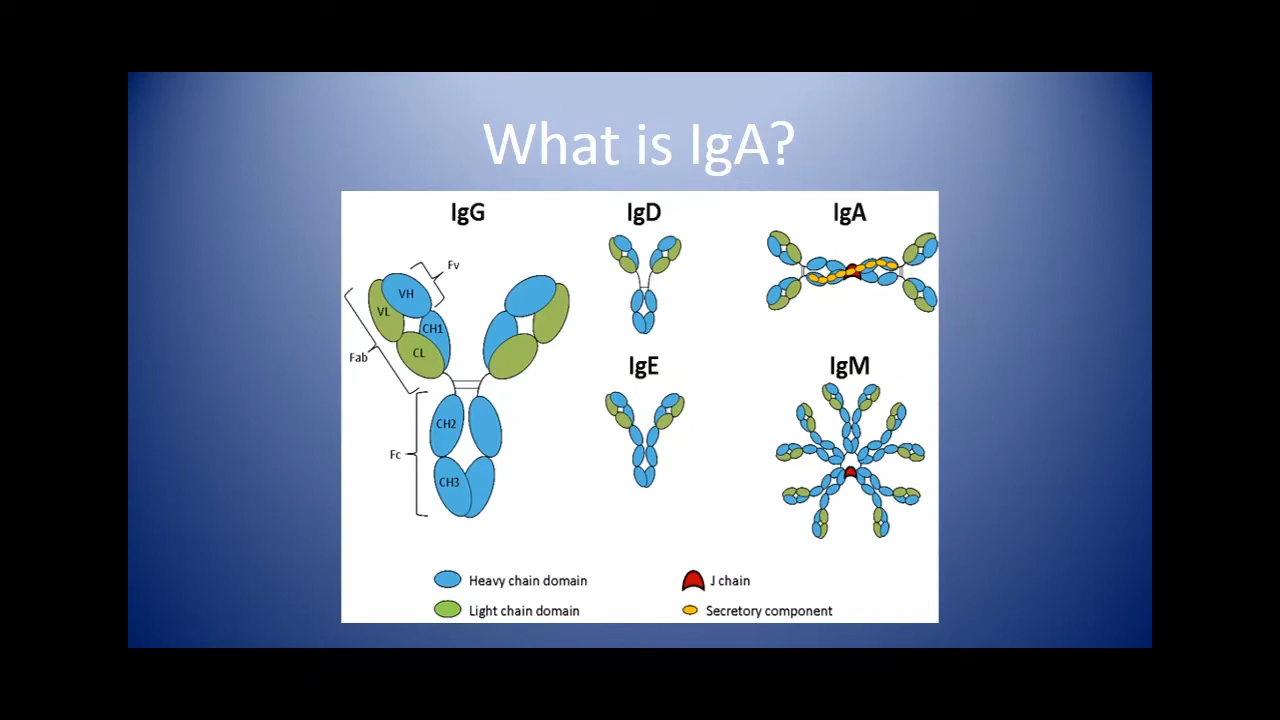 What is IgA?
IgG
IgD
IgA
Fv
VH
VL
CH1
CL
Fab
IgE
IgM
CH2
Fc
CH3
Heavy chain domain
J chain
Light chain domain
Secretory component